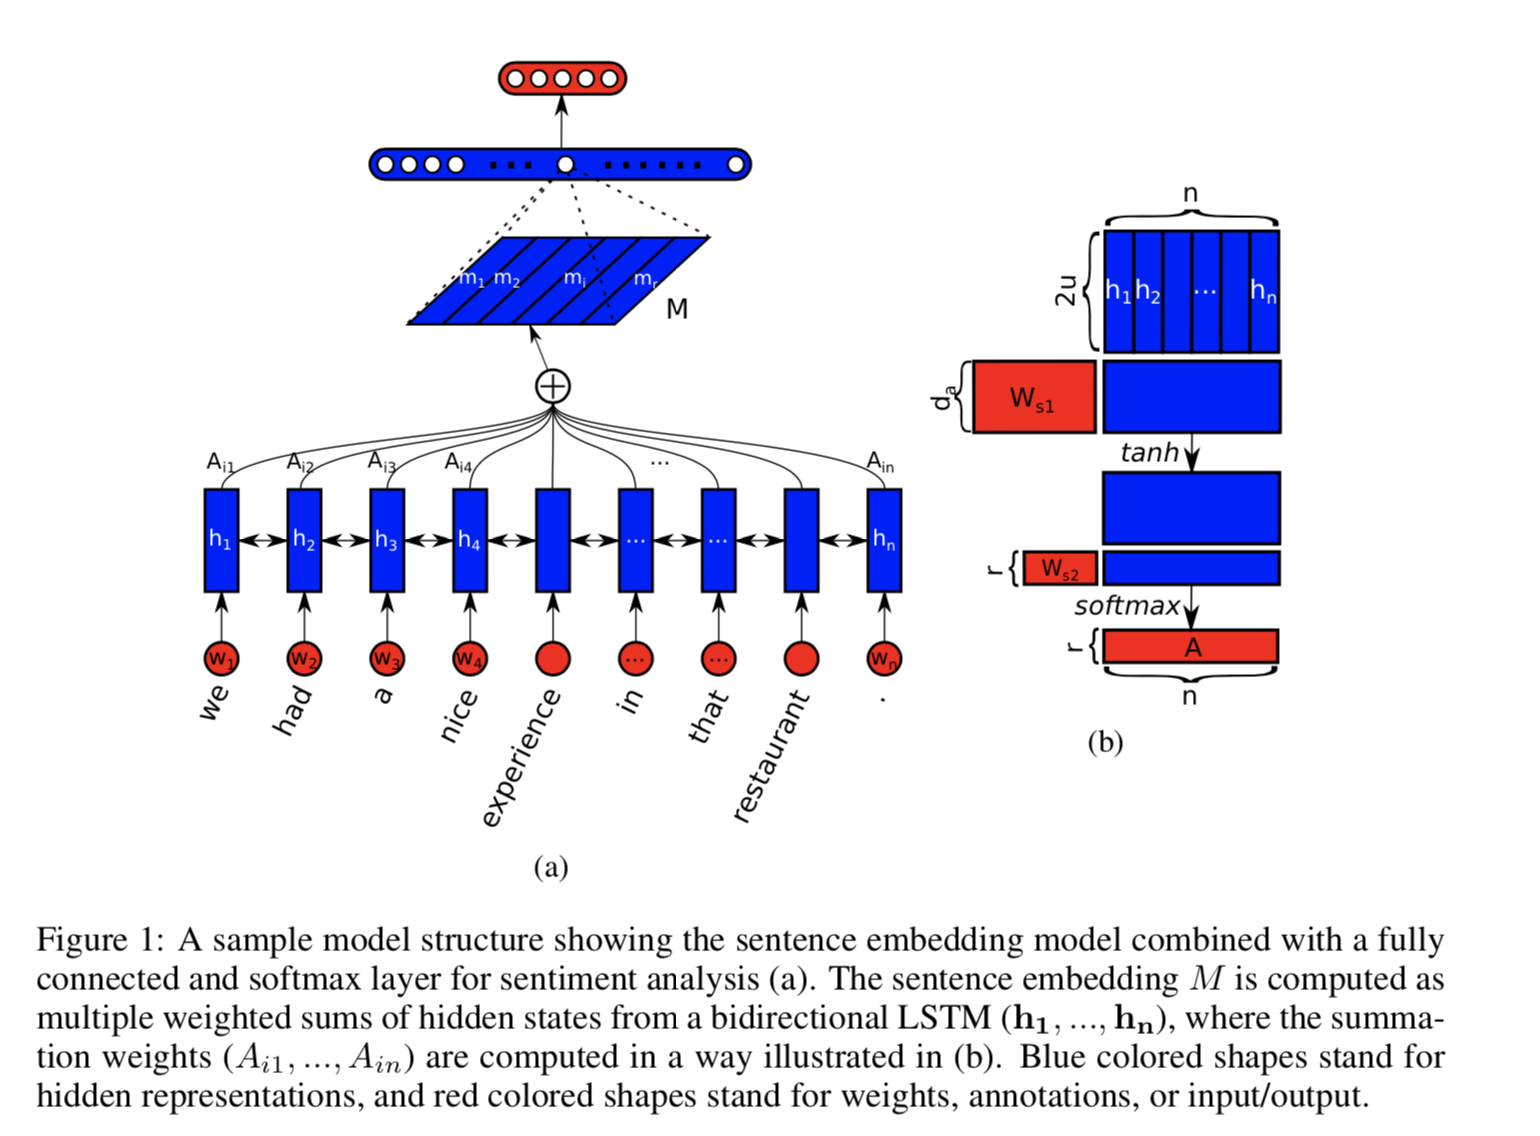 m1 m2 mi mr
M
Ai1 Ai2 Ai3 Ai4 ... Ain
h1 h2 h3 h4 ... ... hn
w1 w2 w3 w4 ... ... wn
we had a nice experience in that restaurant .
(a)
n
2u
h1 h2 ... hn
da
Ws1
tanh
r
Ws2
softmax
r
A
n
(b)
Figure 1: A sample model structure showing the sentence embedding model combined with a fully
connected and softmax layer for sentiment analysis (a). The sentence embedding M is computed as
multiple weighted sums of hidden states from a bidirectional LSTM (h1, ..., hn), where the summa-
tion weights (Ai1, ..., Ain) are computed in a way illustrated in (b). Blue colored shapes stand for
hidden representations, and red colored shapes stand for weights, annotations, or input/output.